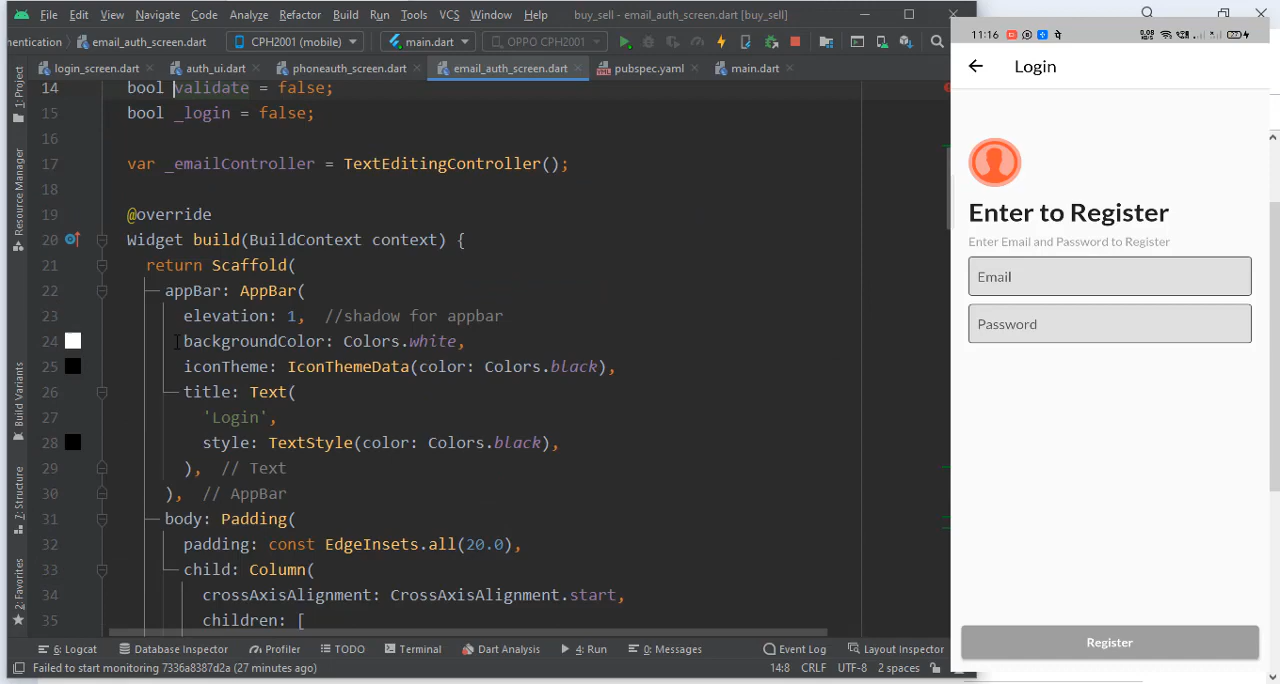 File Edit View Navigate Code Analyze Refactor Build Run Tools VCS Window Help buy_sell - email_auth_screen.dart [buy_sell]
hentication email_auth_screen.dart CPH2001 (mobile) main.dart OPPO CPH2001
login_screen.dart auth_ui.dart phoneauth_screen.dart email_auth_screen.dart pubspec.yaml main.dart
1: Project
Resource Manager
Build Variants
7: Structure
2: Favorites
14 bool validate = false;
15 bool _login = false;
16
17 var _emailController = TextEditingController();
18
19 @override
20 Widget build(BuildContext context) {
21 return Scaffold(
22 appBar: AppBar(
23 elevation: 1, //shadow for appbar
24 backgroundColor: Colors.white,
25 iconTheme: IconThemeData(color: Colors.black),
26 title: Text(
27 'Login',
28 style: TextStyle(color: Colors.black),
29 ), // Text
30 ), // AppBar
31 body: Padding(
32 padding: const EdgeInsets.all(20.0),
33 child: Column(
34 crossAxisAlignment: CrossAxisAlignment.start,
35 children: [
6: Logcat Database Inspector Profiler TODO Terminal Dart Analysis 4: Run 0: Messages Event Log Layout Inspector
Failed to start monitoring 7336a8387d2a (27 minutes ago) 14:8 CRLF UTF-8 2 spaces
11:16
Login
Enter to Register
Enter Email and Password to Register
Email
Password
Register